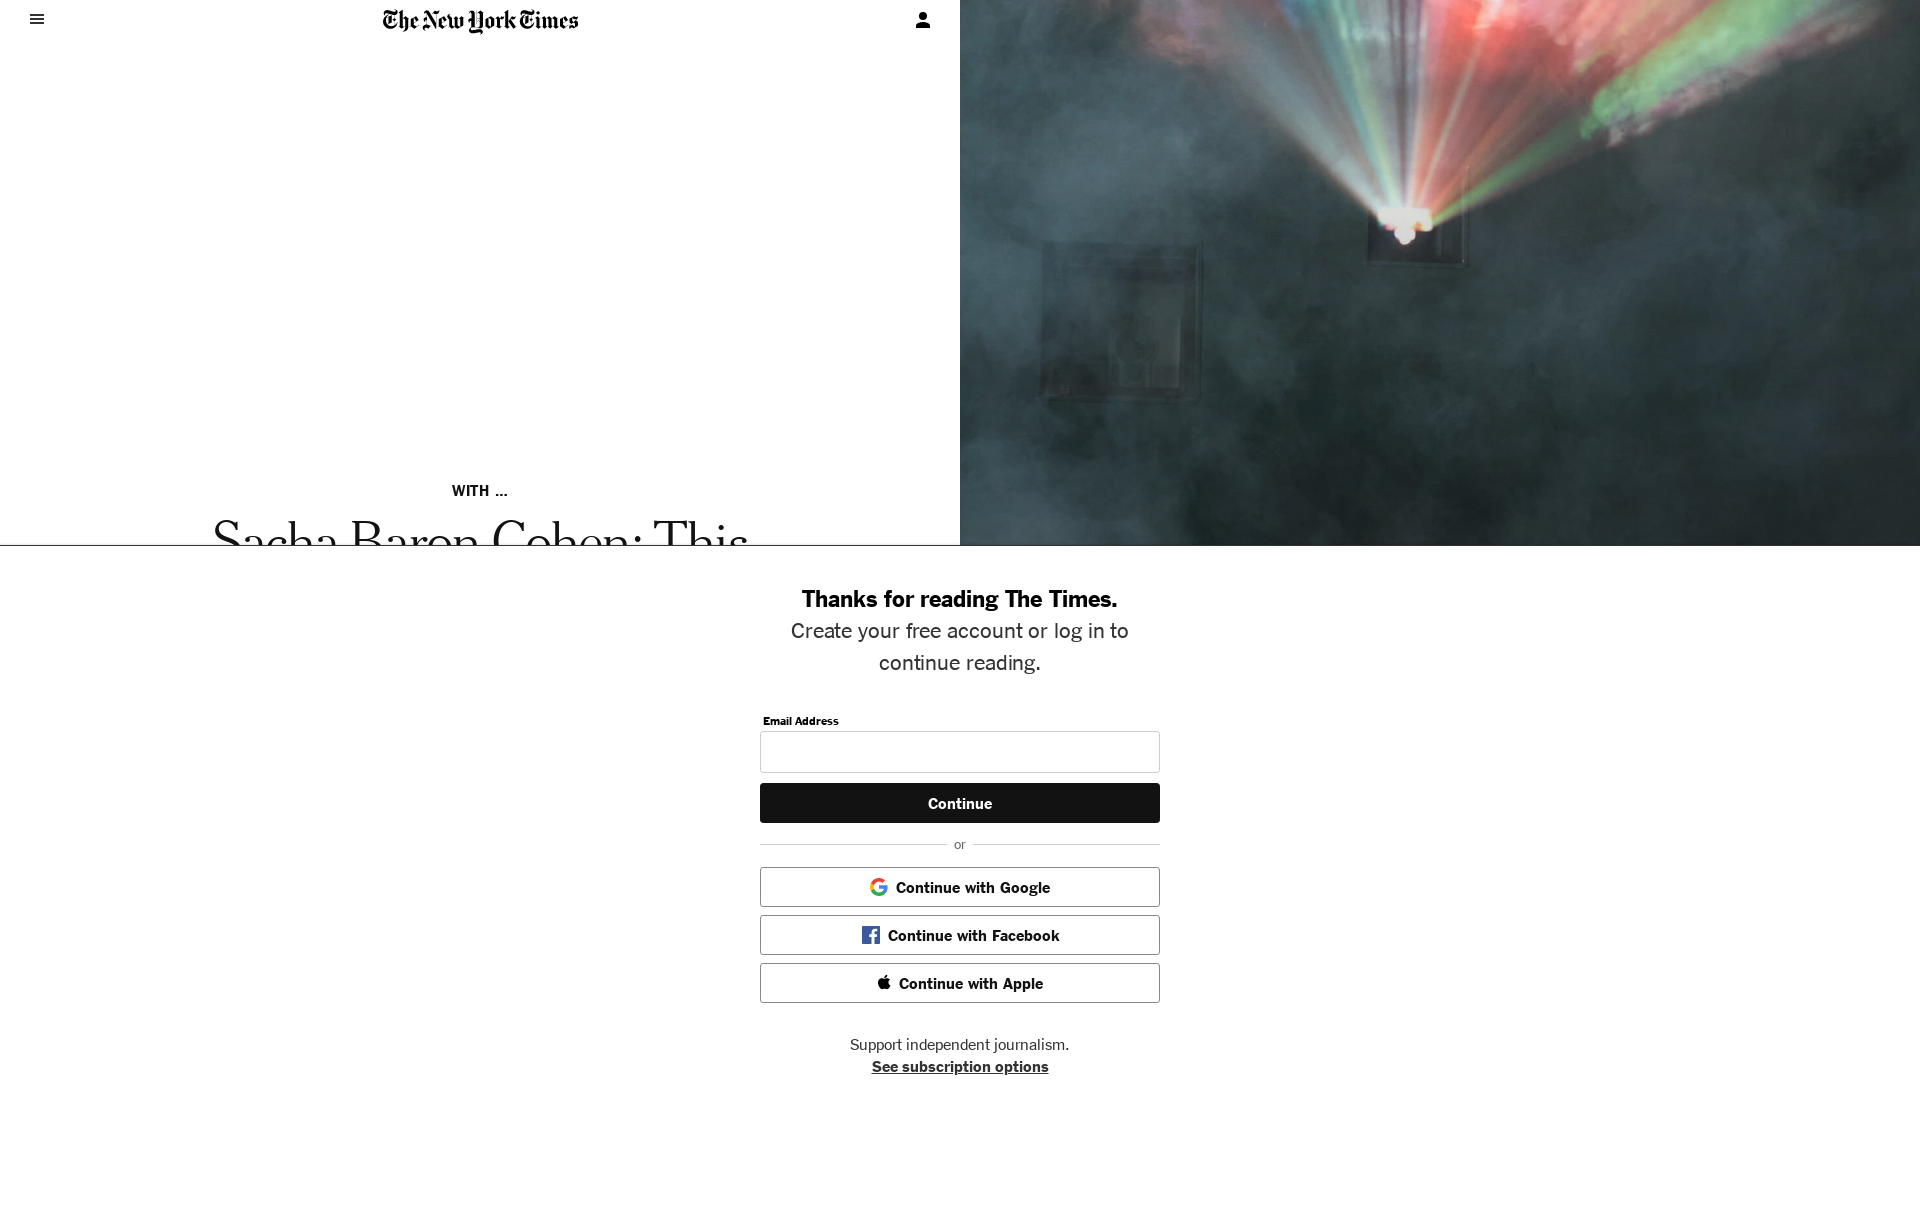 The New York Times
WITH ...
Sacha Baron Cohen: This
Thanks for reading The Times.
Create your free account or log in to
continue reading.
Email Address
Continue
or
Continue with Google
Continue with Facebook
Continue with Apple
Support independent journalism.
See subscription options